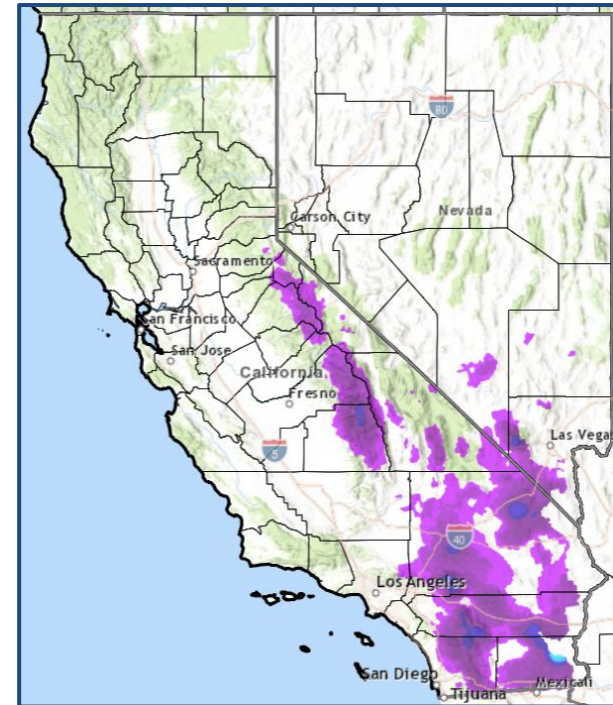 80
Carson City
Nevada
Sacramento
San Francisco
San Jose
California
Fresno
5
Las Vegas
40
Los Angeles
San Diego
Mexicali
Tijuana